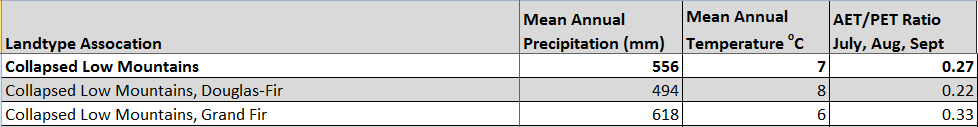 Landtype Assocation Mean Annual Precipitation (mm) Mean Annual Temperature °C AET/PET Ratio July, Aug, Sept
Collapsed Low Mountains 556 7 0.27
Collapsed Low Mountains, Douglas-Fir 494 8 0.22
Collapsed Low Mountains, Grand Fir 618 6 0.33